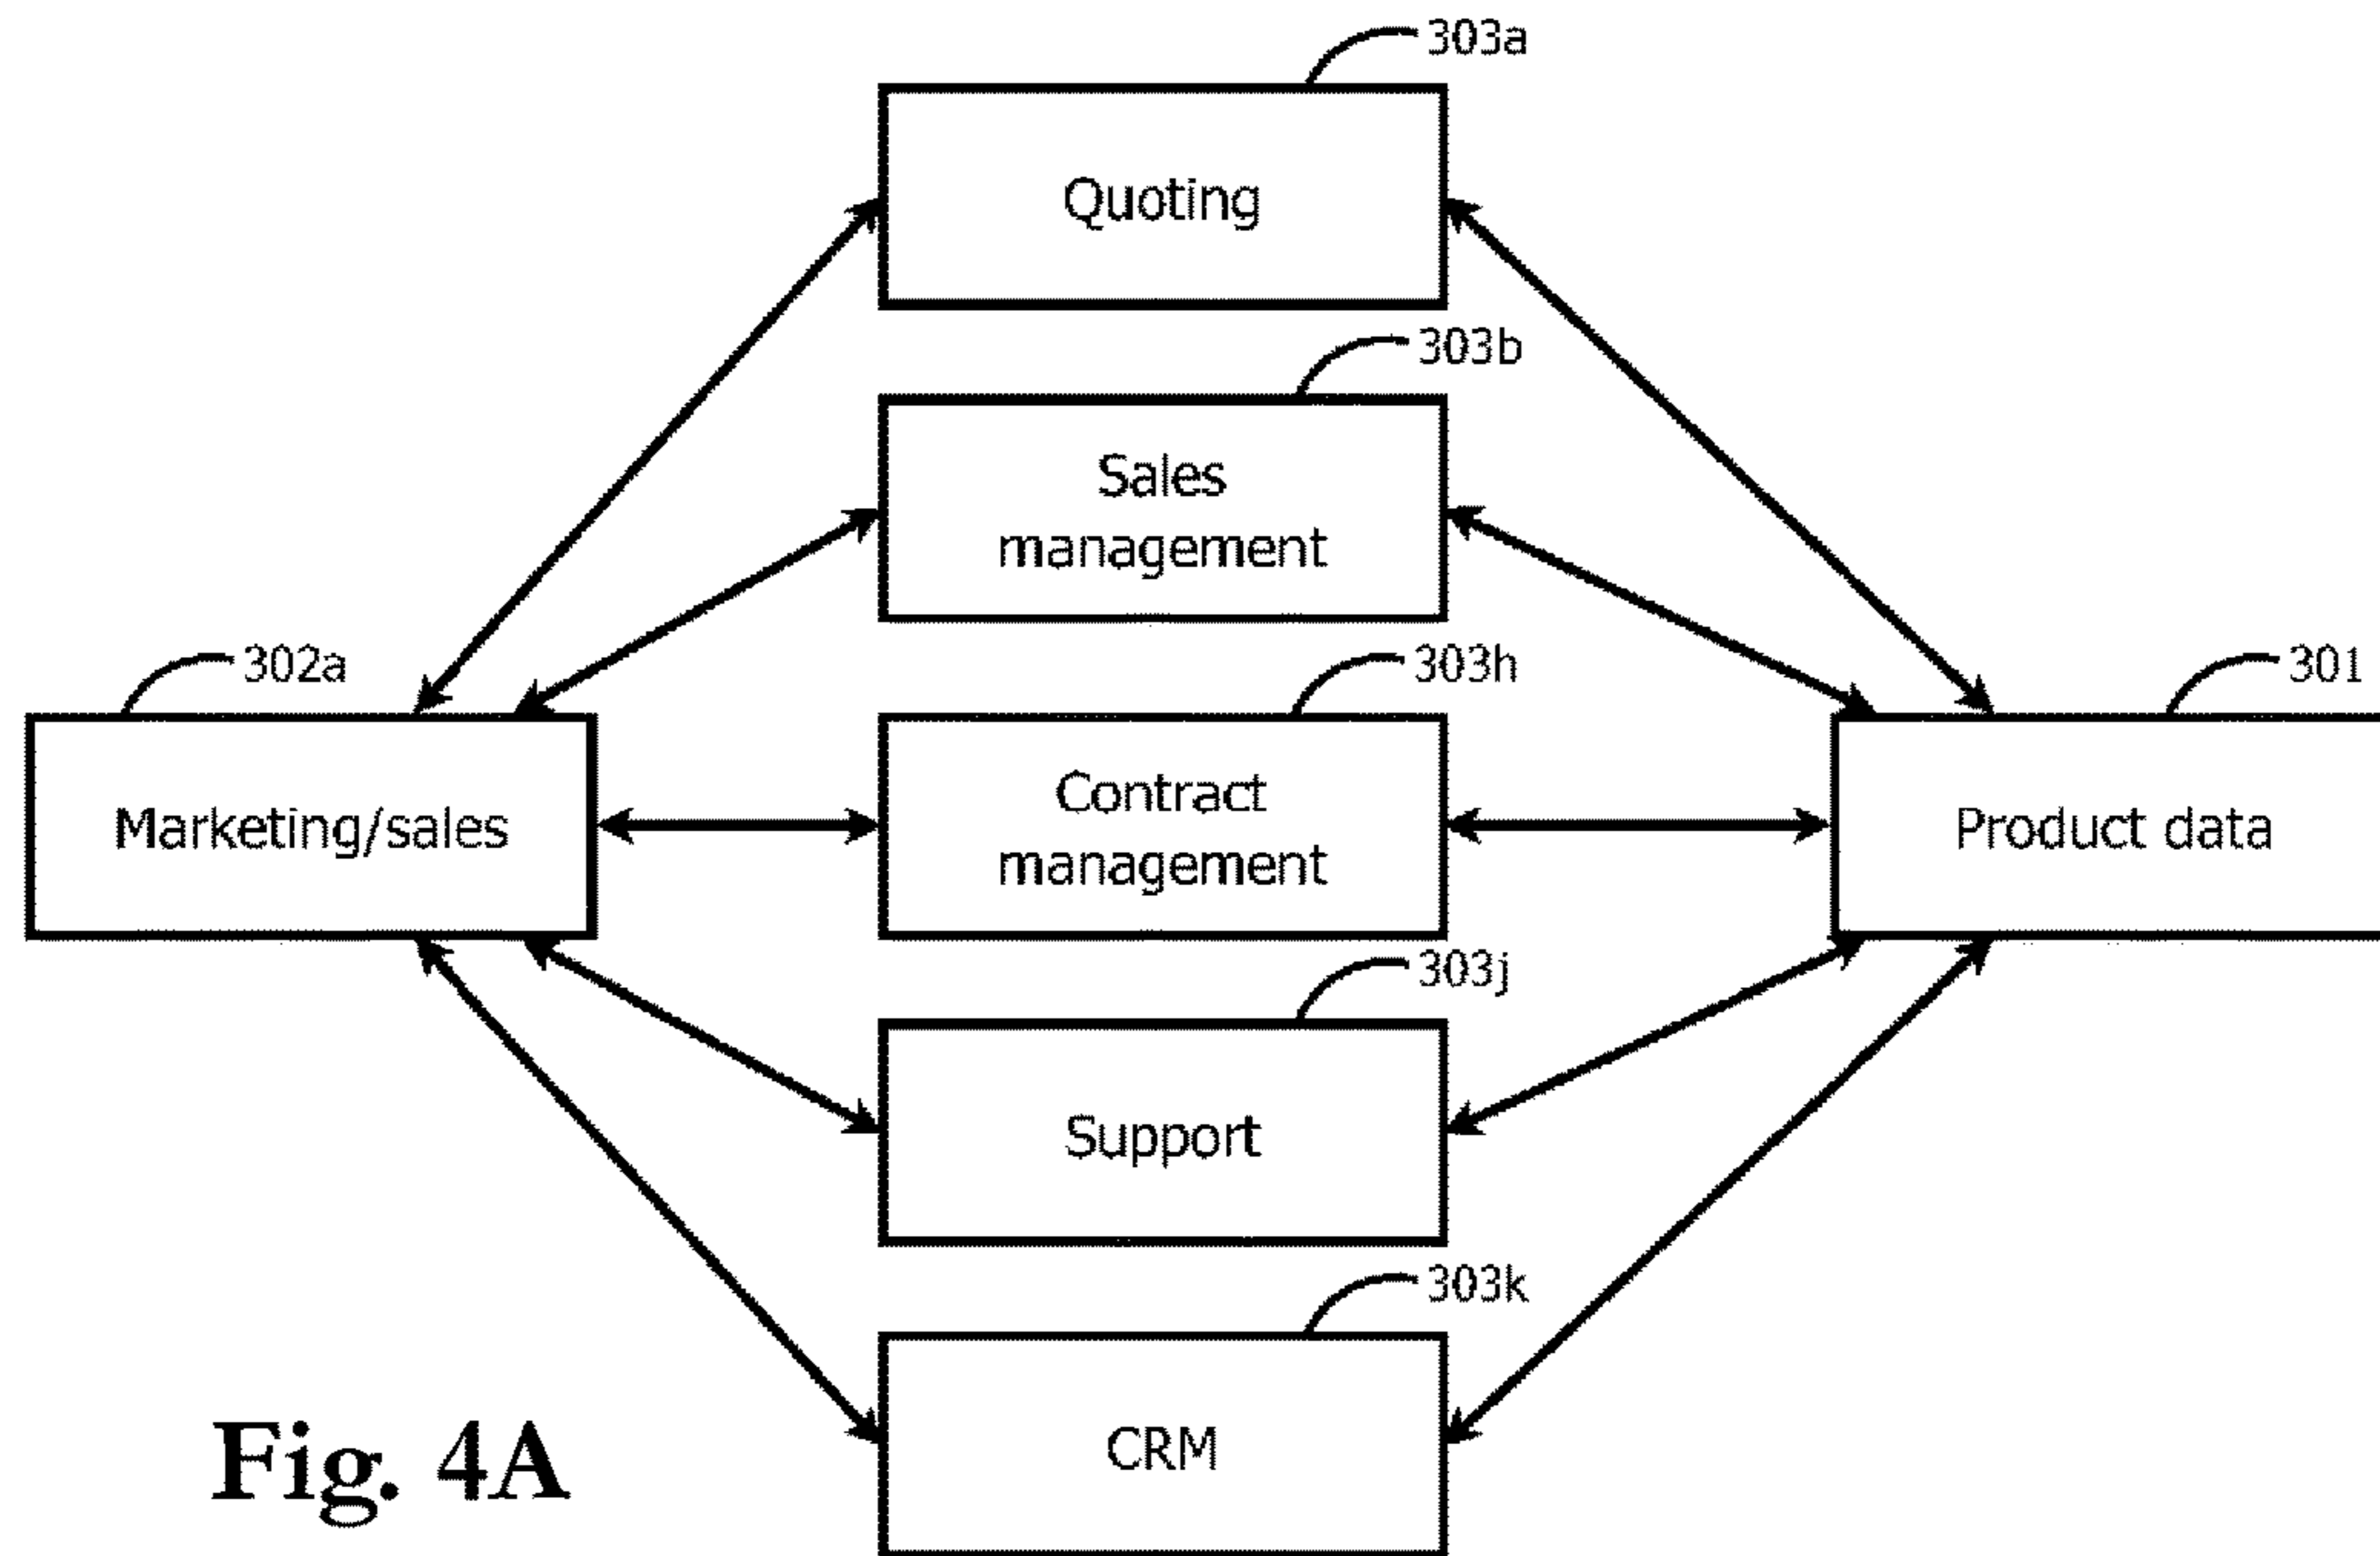 303a
Quoting
303b
Sales
management
302a
303h
301
Marketing/sales
Contract
management
Product data
303j
Support
303k
CRM
Fig. 4A